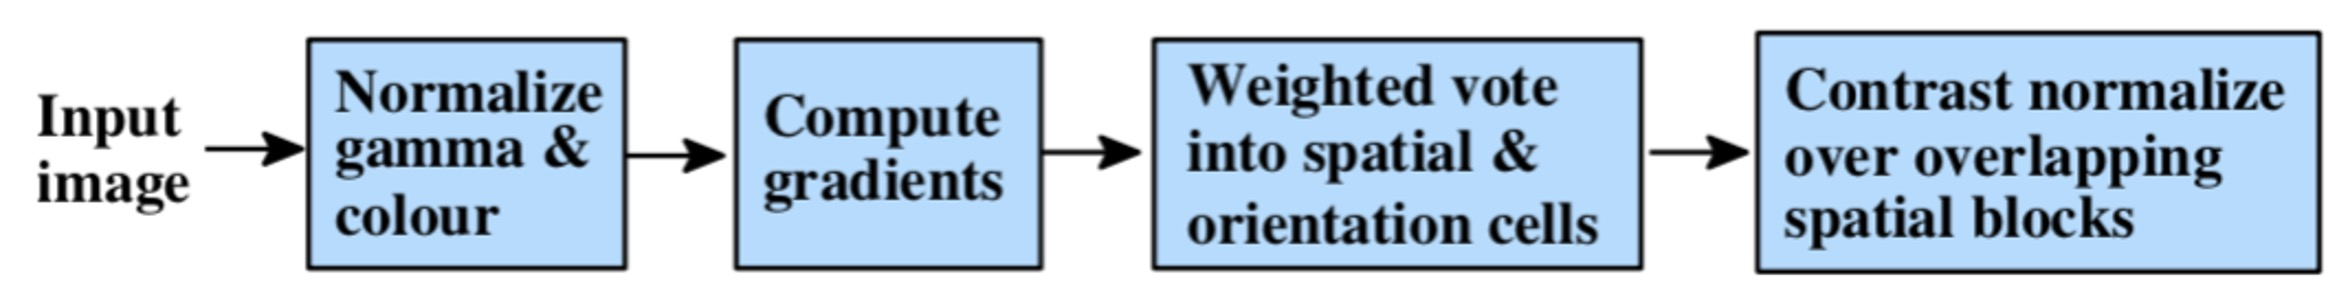 Input
image
Normalize
gamma &
colour
Compute
gradients
Weighted vote
into spatial &
orientation cells
Contrast normalize
over overlapping
spatial blocks